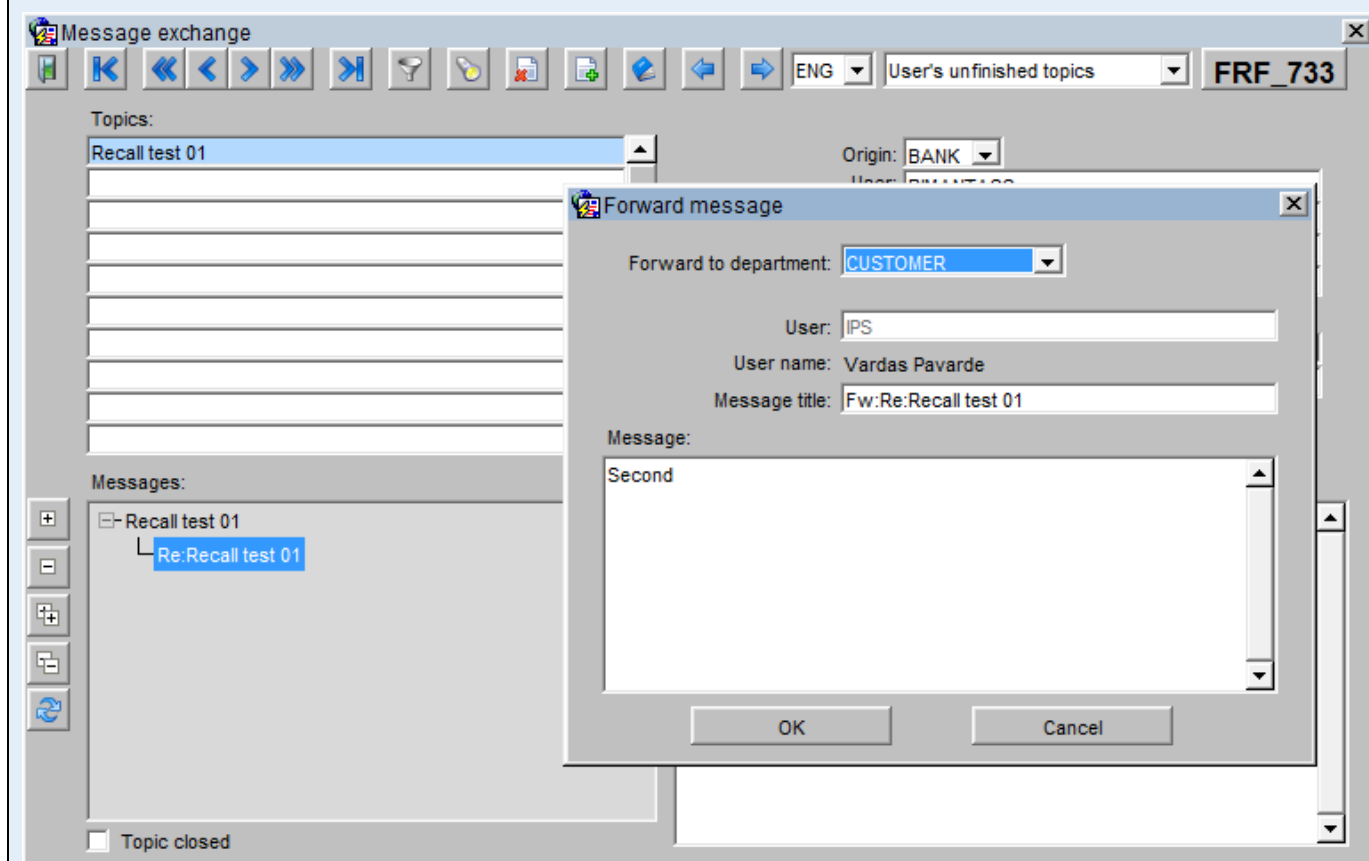 Message exchange
ENG User's unfinished topics FRF_733
Topics:
Recall test 01
Origin: BANK
Forward message
Forward to department: CUSTOMER
User: IPS
User name: Vardas Pavarde
Message title: Fw:Re:Recall test 01
Message:
Second
Messages:
Recall test 01
Re:Recall test 01
OK Cancel
Topic closed